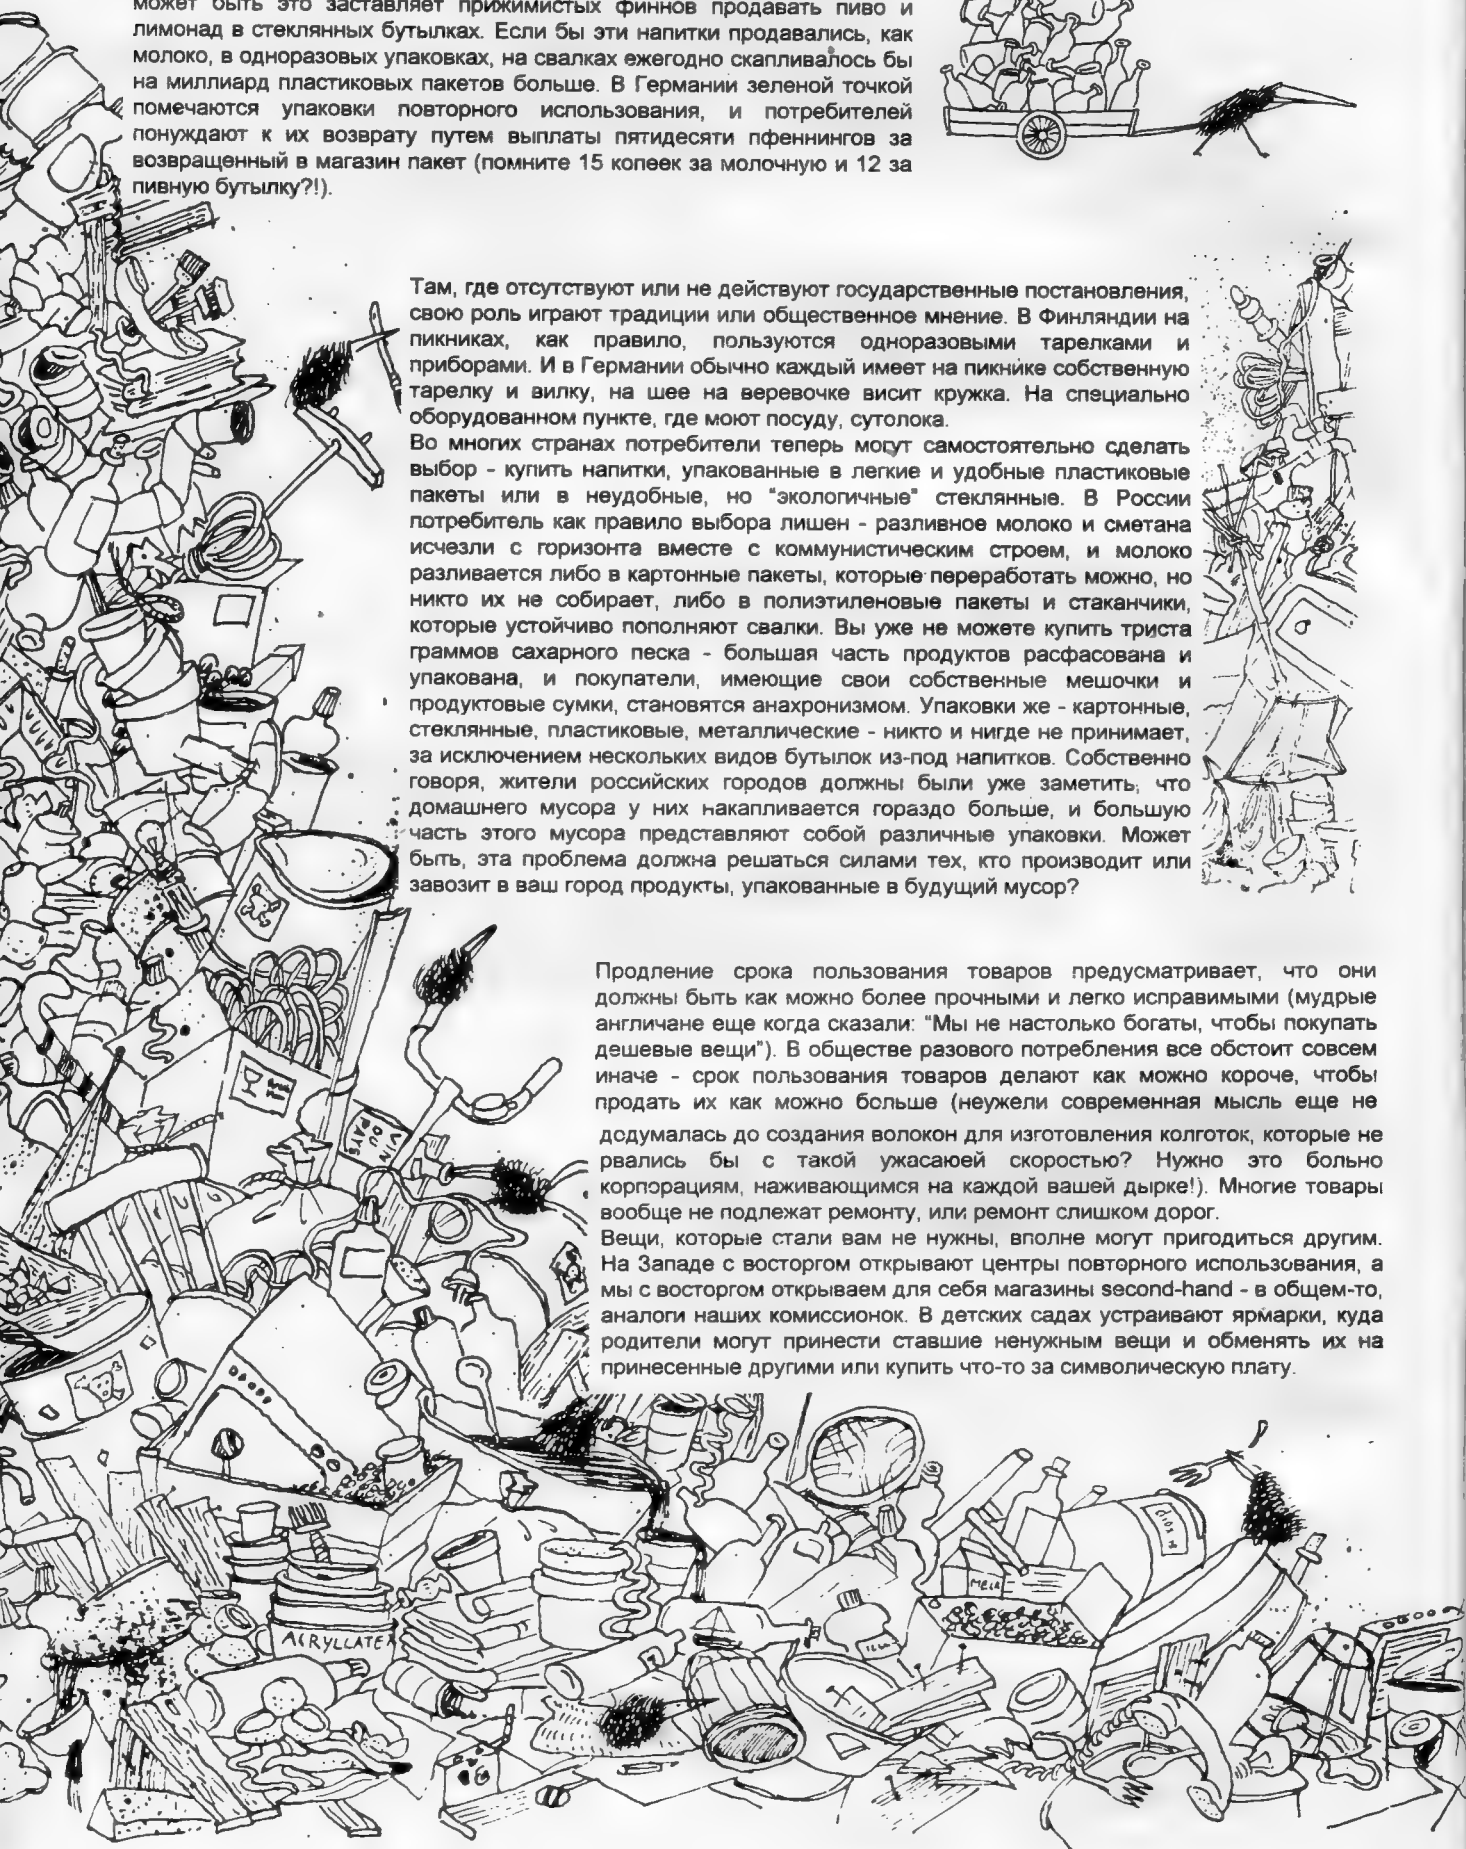 может быть это заставляет прижимистых финнов продавать пиво и
лимонад в стеклянных бутылках. Если бы эти напитки продавались, как
молоко, в одноразовых упаковках, на свалках ежегодно скапливалось бы
на миллиард пластиковых пакетов больше. В Германии зеленой точкой
помечаются упаковки повторного использования, и потребителей
понуждают к их возврату путем выплаты пятидесяти пфеннингов за
возвращенный в магазин пакет (помните 15 копеек за молочную и 12 за
пивную бутылку?!).
Там, где отсутствуют или не действуют государственные постановления,
свою роль играют традиции или общественное мнение. В Финляндии на
пикниках, как правило, пользуются одноразовыми тарелками и
приборами. И в Германии обычно каждый имеет на пикнике собственную
тарелку и вилку, на шее на веревочке висит кружка. На специально
оборудованном пункте, где моют посуду, сутолока.
Во многих странах потребители теперь могут самостоятельно сделать
выбор - купить напитки, упакованные в легкие и удобные пластиковые
пакеты или в неудобные, но "экологичные" стеклянные. В России
потребитель как правило выбора лишен - разливное молоко и сметана
исчезли с горизонта вместе с коммунистическим строем, и молоко
разливается либо в картонные пакеты, которые переработать можно, но
никто их не собирает, либо в полиэтиленовые пакеты и стаканчики,
которые устойчиво пополняют свалки. Вы уже не можете купить триста
граммов сахарного песка - большая часть продуктов расфасована и
упакована, и покупатели, имеющие свои собственные мешочки и
продуктовые сумки, становятся анахронизмом. Упаковки же - картонные,
стеклянные, пластиковые, металлические - никто и нигде не принимает,
за исключением нескольких видов бутылок из-под напитков. Собственно
говоря, жители российских городов должны были уже заметить, что
домашнего мусора у них накапливается гораздо больше, и большую
часть этого мусора представляют собой различные упаковки. Может
быть, эта проблема должна решаться силами тех, кто производит или
завозит в ваш город продукты, упакованные в будущий мусор?
Продление срока пользования товаров предусматривает, что они
должны быть как можно более прочными и легко исправимыми (мудрые
англичане еще когда сказали: "Мы не настолько богаты, чтобы покупать
дешевые вещи"). В обществе разового потребления все обстоит совсем
иначе - срок пользования товаров делают как можно короче, чтобы
продать их как можно больше (неужели современная мысль еще не
додумалась до создания волокон для изготовления колготок, которые не
рвались бы с такой ужасаюей скоростью? Нужно это больно
корпорациям, наживающимся на каждой вашей дырке!). Многие товары
вообще не подлежат ремонту, или ремонт слишком дорог.
Вещи, которые стали вам не нужны, вполне могут пригодиться другим.
На Западе с восторгом открывают центры повторного использования, а
мы с восторгом открываем для себя магазины second-hand - в общем-то,
аналоги наших комиссионок. В детских садах устраивают ярмарки, куда
родители могут принести ставшие ненужным вещи и обменять их на
принесенные другими или купить что-то за символическую плату.
VIN
DU
PAYS
ACRYLLATEX